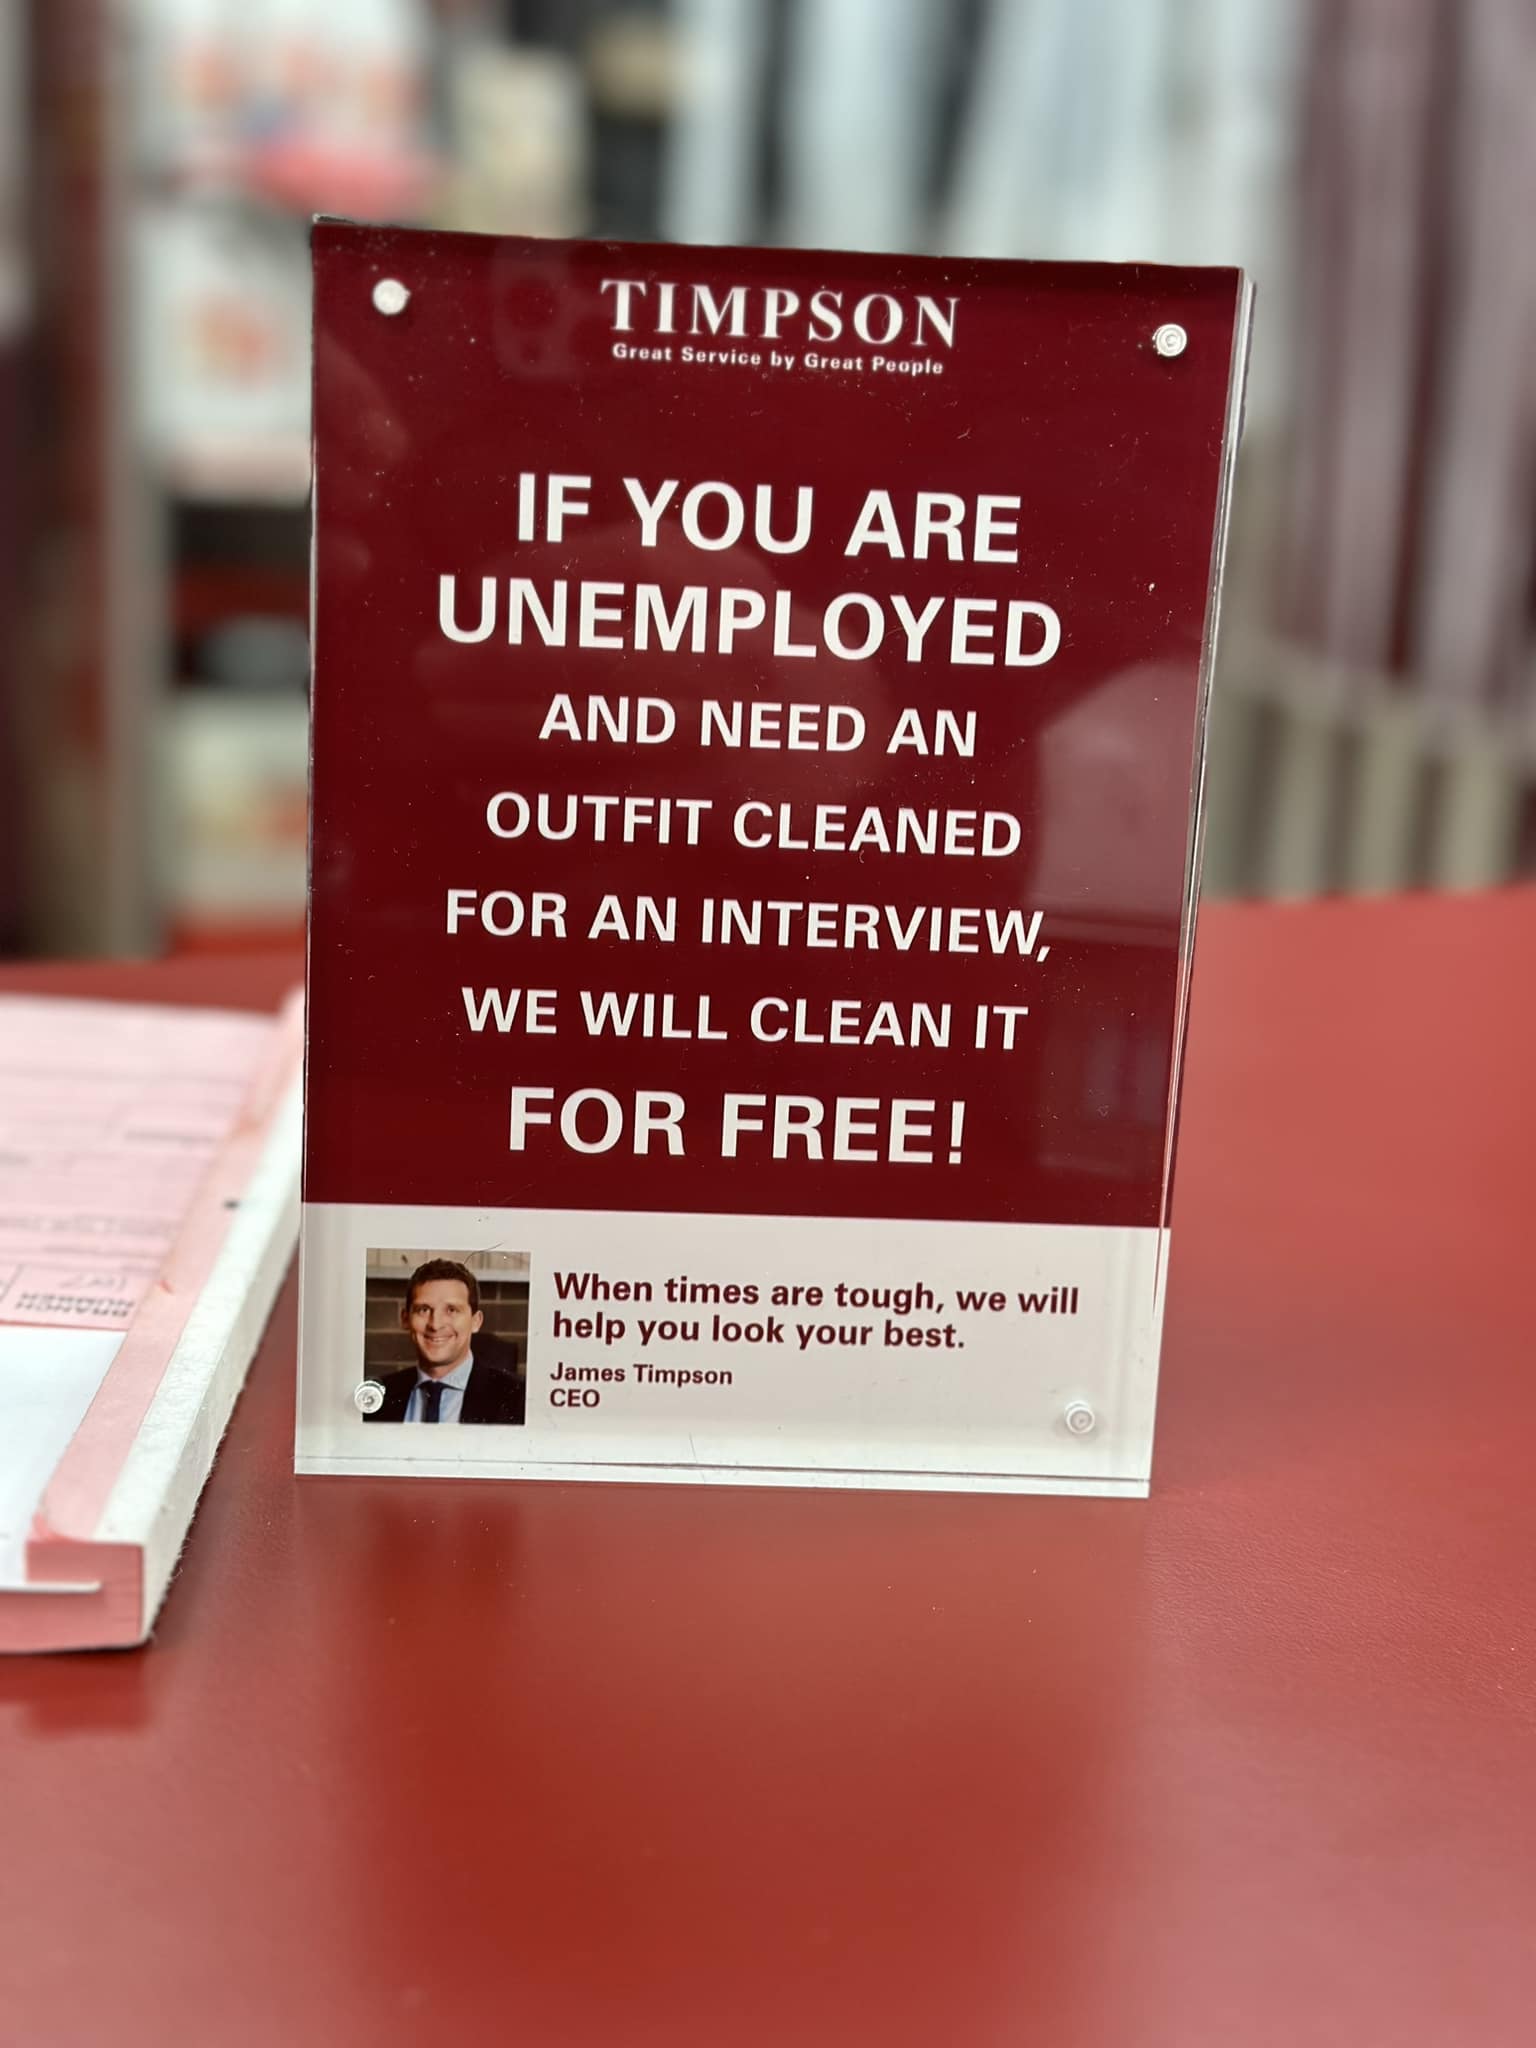 TIMPSON
Great Service by Great People
IF YOU ARE
UNEMPLOYED
AND NEED AN
OUTFIT CLEANED
FOR AN INTERVIEW,
WE WILL CLEAN IT
FOR FREE!
When times are tough, we will
help you look your best.
James Timpson
CEO